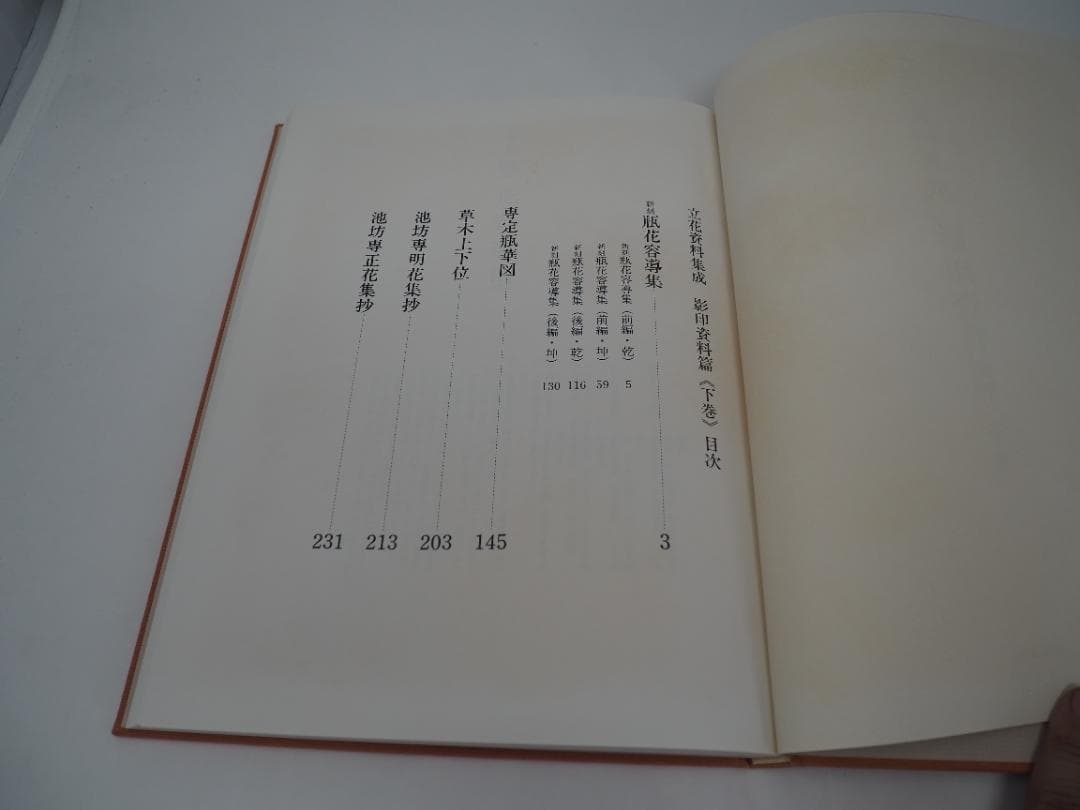 立花資料集成 影印資料篇《下巻》目次
新刻 瓶花容導集 3
新刻 瓶花容導集（前編・乾） 5
新刻 瓶花容導集（前編・坤） 59
新刻 瓶花容導集（後編・乾） 116
新刻 瓶花容導集（後編・坤） 130
専定瓶華図 145
草木上下位 203
池坊専明花集抄 213
池坊専正花集抄 231